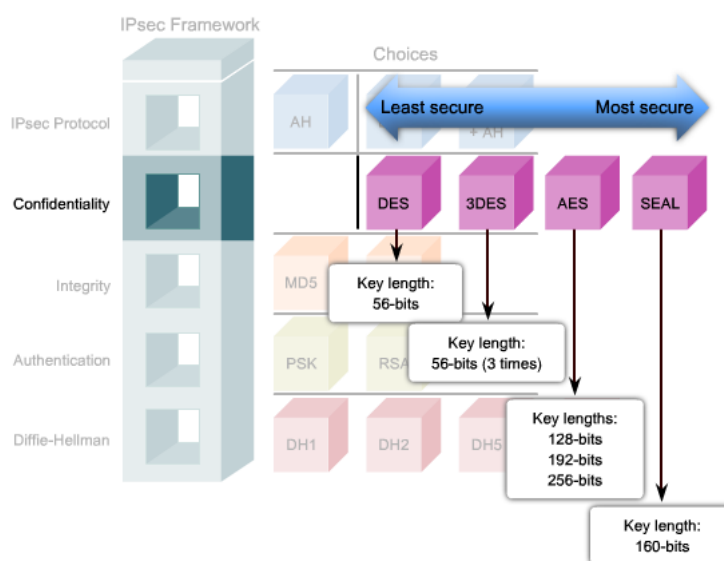 IPsec Framework
Choices
Least secure
Most secure
IPsec Protocol
AH
+ AH
Confidentiality
DES
3DES
AES
SEAL
Integrity
MD5
Key length:
56-bits
Authentication
PSK
RSA
Key length:
56-bits (3 times)
Diffie-Hellman
DH1
DH2
DH5
Key lengths:
128-bits
192-bits
256-bits
Key length:
160-bits